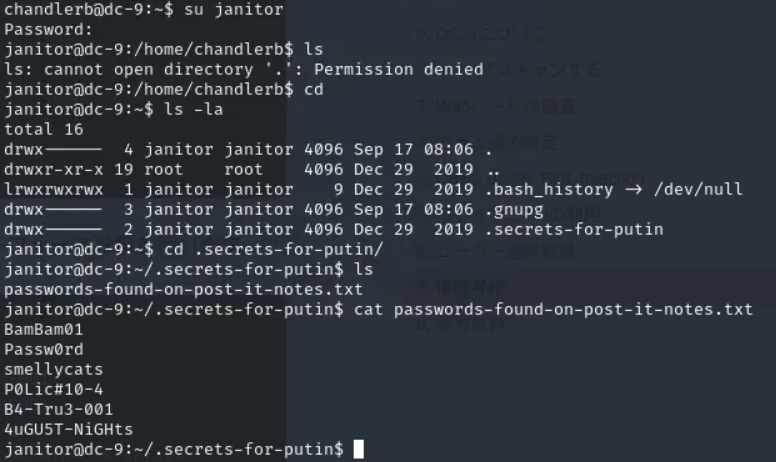 chandlerb@dc-9:~$ su janitor
Password:
janitor@dc-9:/home/chandlerb$ ls
ls: cannot open directory '.': Permission denied
janitor@dc-9:/home/chandlerb$ cd
janitor@dc-9:~$ ls -la
total 16
drwx------  4 janitor janitor 4096 Sep 17 08:06 .
drwxr-xr-x 19 root    root    4096 Dec 29  2019 ..
lrwxrwxrwx  1 janitor janitor    9 Dec 29  2019 .bash_history -> /dev/null
drwx------  3 janitor janitor 4096 Sep 17 08:06 .gnupg
drwx------  2 janitor janitor 4096 Dec 29  2019 .secrets-for-putin
janitor@dc-9:~$ cd .secrets-for-putin/
janitor@dc-9:~/.secrets-for-putin$ ls
passwords-found-on-post-it-notes.txt
janitor@dc-9:~/.secrets-for-putin$ cat passwords-found-on-post-it-notes.txt
BamBam01
Passw0rd
smellycats
P0Lic#10-4
B4-Tru3-001
4uGU5T-NiGHts
janitor@dc-9:~/.secrets-for-putin$